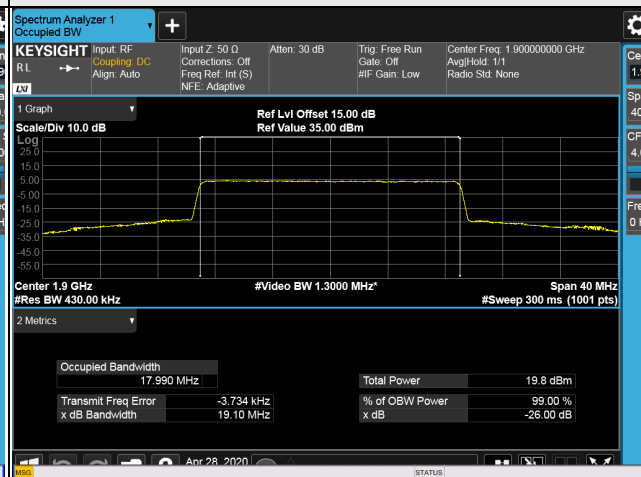 Spectrum Analyzer 1
Occupied BW
+
KEYSIGHT Input: RF Input Z: 50 Ω Atten: 30 dB Trig: Free Run Center Freq: 1.900000000 GHz
RL Coupling: DC Corrections: Off Gate: Off Avg|Hold: 1/1
Align: Auto Freq Ref: Int (S) #IF Gain: Low Radio Std: None
LXI NFE: Adaptive
1 Graph
Ref Lvl Offset 15.00 dB
Scale/Div 10.0 dB Ref Value 35.00 dBm
Log
25.0
15.0
5.00
-5.00
-15.0
-25.0
-35.0
-45.0
-55.0
Center 1.9 GHz #Video BW 1.3000 MHz* Span 40 MHz
#Res BW 430.00 kHz #Sweep 300 ms (1001 pts)
2 Metrics
Occupied Bandwidth
17.990 MHz Total Power 19.8 dBm
Transmit Freq Error -3.734 kHz % of OBW Power 99.00 %
x dB Bandwidth 19.10 MHz x dB -26.00 dB
Apr 28, 2020
MSG STATUS